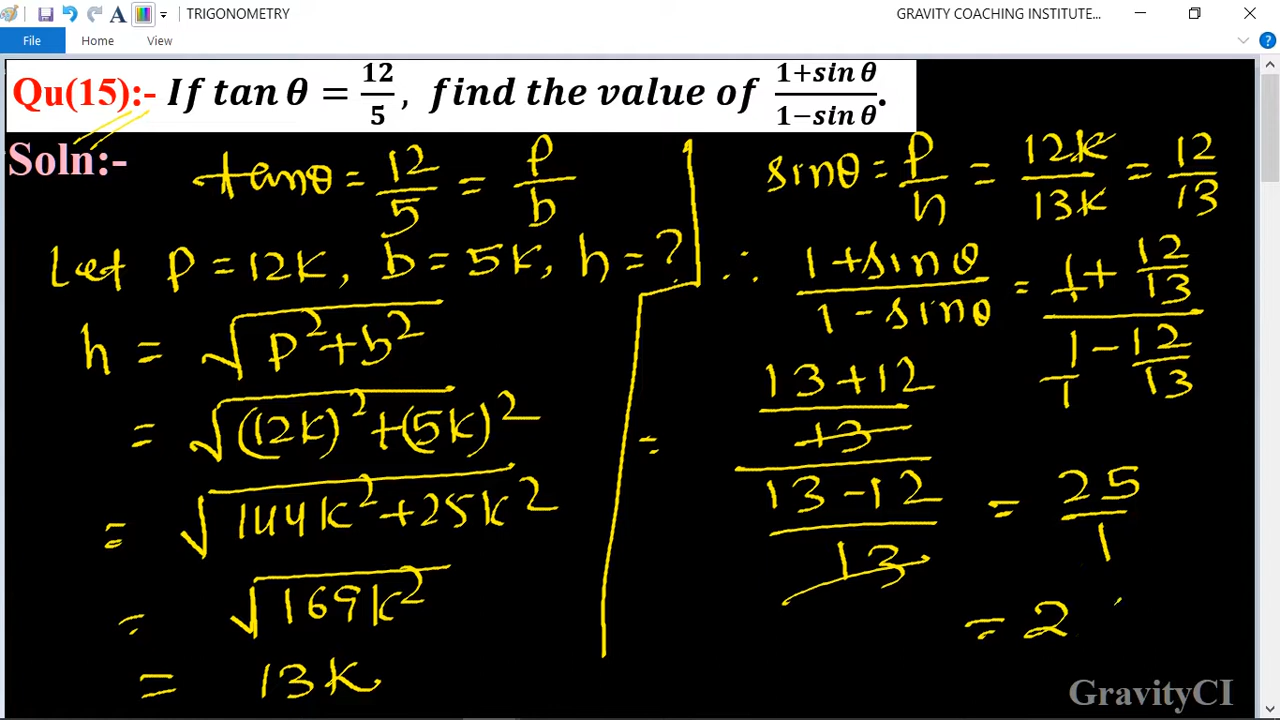 TRIGONOMETRY
GRAVITY COACHING INSTITUTE...
File Home View
Qu(15):- If tan θ = 12/5, find the value of 1+sin θ/1−sin θ.
Soln:-
tanθ = 12/5 = P/b
Let P = 12K, b = 5K, h = ?
h = √P²+b²
= √(12K)²+(5K)²
= √144K²+25K²
= √169K²
= 13K
sinθ = P/h = 12K/13K = 12/13
∴ 1+sinθ/1-sinθ = 1/1 + 12/13 / 1/1 - 12/13
= 13+12/13 / 13-12/13 = 25/1
= 2
GravityCI